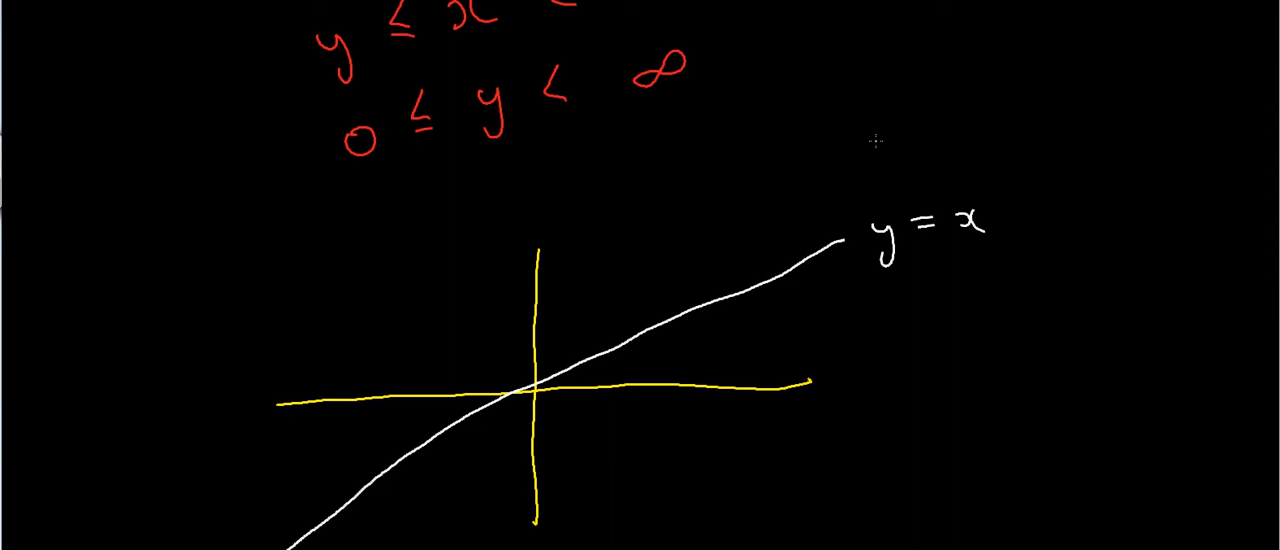 y ≤ x <
0 ≤ y < ∞
y = x